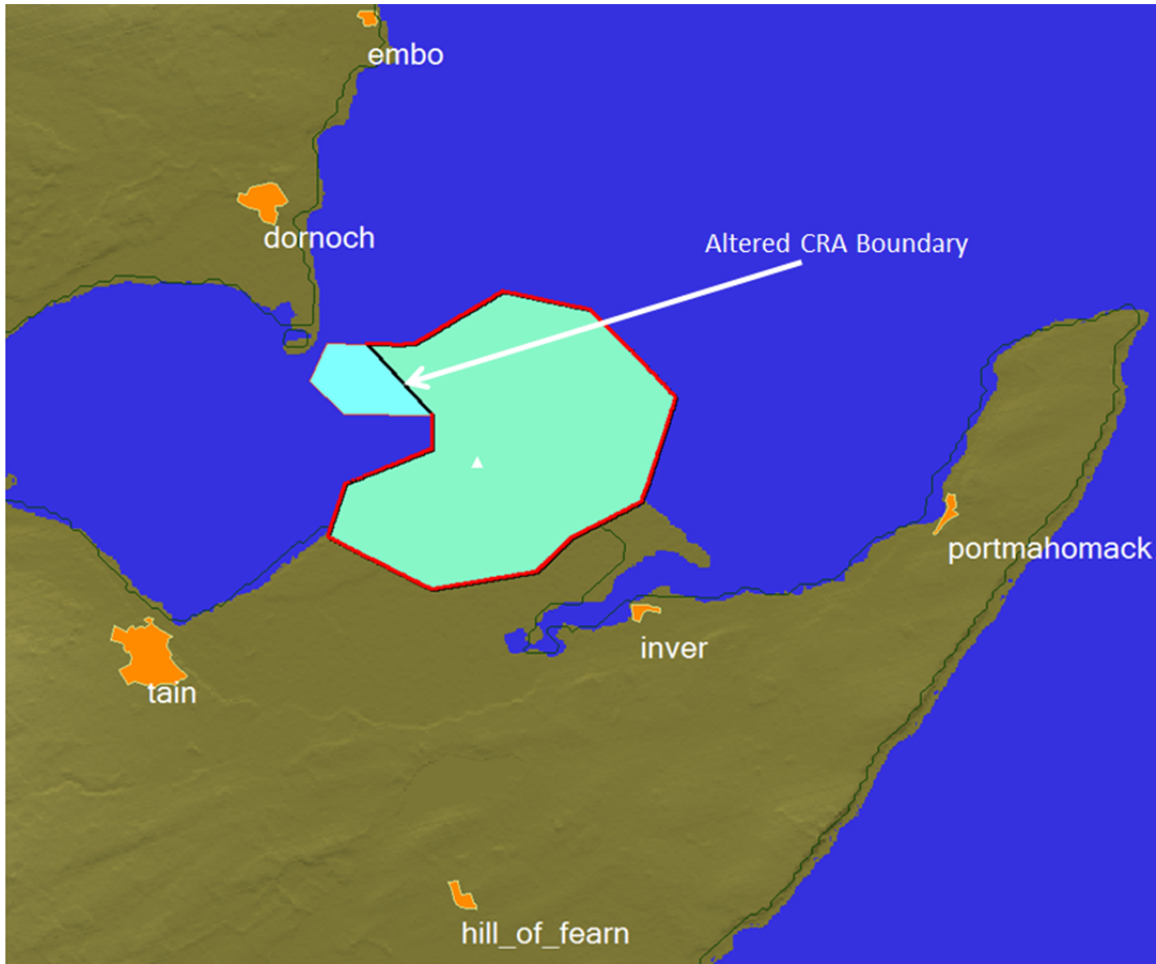 embo
dornoch
Altered CRA Boundary
portmahomack
inver
tain
hill_of_fearn